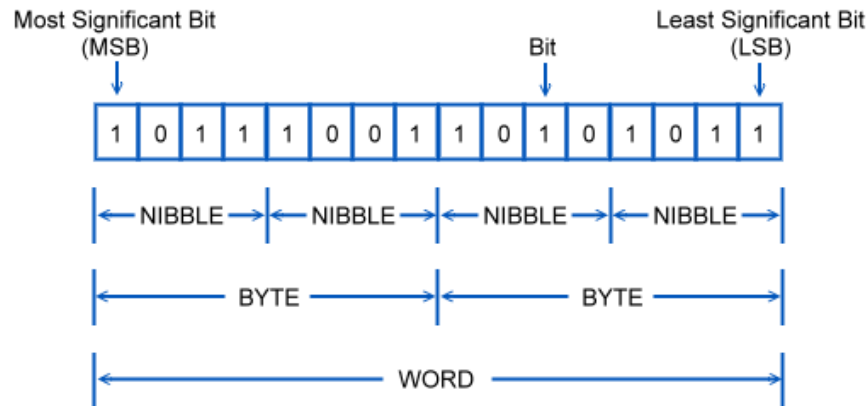 Most Significant Bit
(MSB)
Bit
Least Significant Bit
(LSB)
1 0 1 1 1 0 0 1 1 0 1 0 1 0 1 1
NIBBLE NIBBLE NIBBLE NIBBLE
BYTE BYTE
WORD